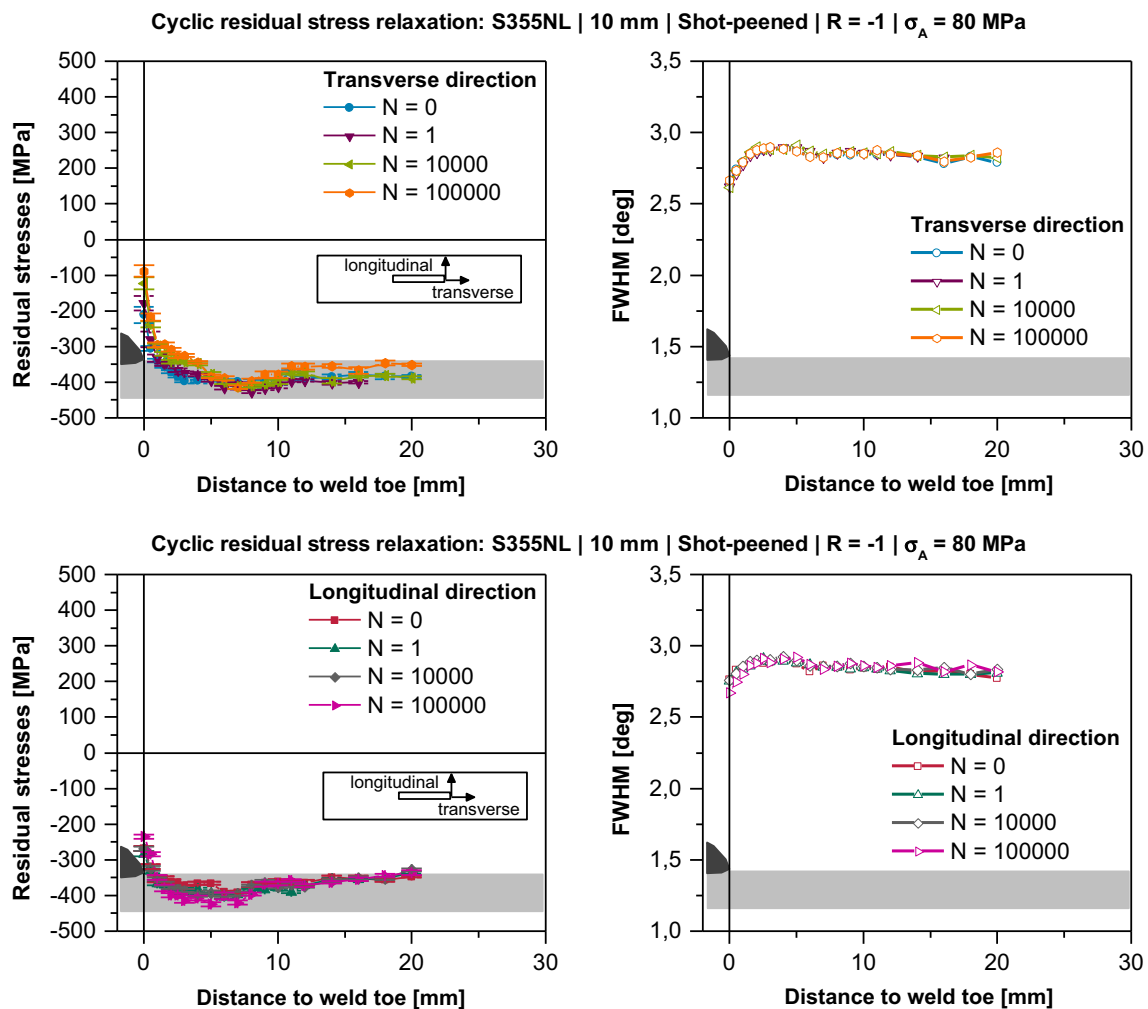 Cyclic residual stress relaxation: S355NL | 10 mm | Shot-peened | R = -1 | σA = 80 MPa
500
400
300
200
100
0
-100
-200
-300
-400
-500
Residual stresses [MPa]
Transverse direction
N = 0
N = 1
N = 10000
N = 100000
longitudinal
transverse
0
10
20
30
Distance to weld toe [mm]
3,5
3,0
2,5
2,0
1,5
1,0
FWHM [deg]
Transverse direction
N = 0
N = 1
N = 10000
N = 100000
0
10
20
30
Distance to weld toe [mm]
Cyclic residual stress relaxation: S355NL | 10 mm | Shot-peened | R = -1 | σA = 80 MPa
500
400
300
200
100
0
-100
-200
-300
-400
-500
Residual stresses [MPa]
Longitudinal direction
N = 0
N = 1
N = 10000
N = 100000
longitudinal
transverse
0
10
20
30
Distance to weld toe [mm]
3,5
3,0
2,5
2,0
1,5
1,0
FWHM [deg]
Longitudinal direction
N = 0
N = 1
N = 10000
N = 100000
0
10
20
30
Distance to weld toe [mm]